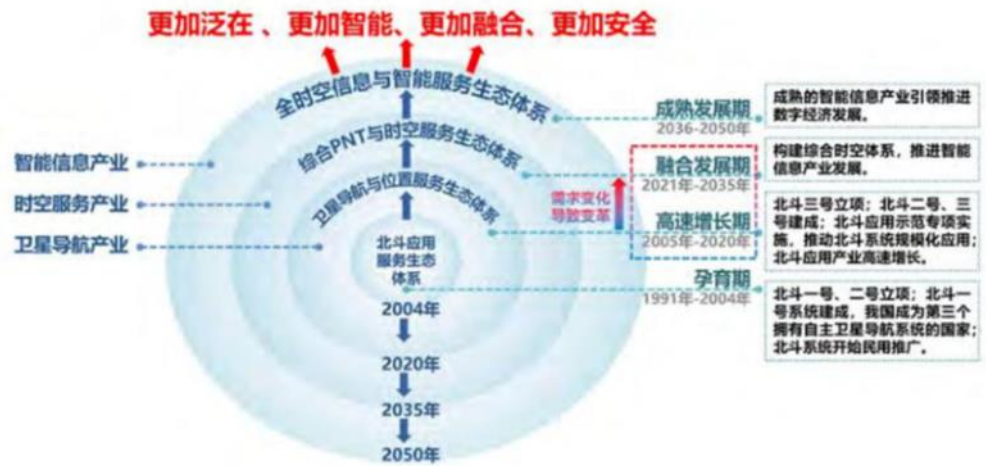 更加泛在 、更加智能、更加融合、更加安全
全时空信息与智能服务生态体系
综合PNT与时空服务生态体系
卫星导航与位置服务生态体系
北斗应用
服务生态
体系
2004年
2020年
2035年
2050年
智能信息产业
时空服务产业
卫星导航产业
成熟发展期
2036-2050年
成熟的智能信息产业引领推进
数字经济发展。
融合发展期
2021年-2035年
构建综合时空体系，推进智能
信息产业发展。
需求变化
导致变革
高速增长期
2005年-2020年
北斗三号立项；北斗二号、三
号建成；北斗应用示范专项实
施，推动北斗系统规模化应用；
北斗应用产业高速增长。
孕育期
1991年-2004年
北斗一号、二号立项；北斗一
号系统建成，我国成为第三个
拥有自主卫星导航系统的国家；
北斗系统开始民用推广。